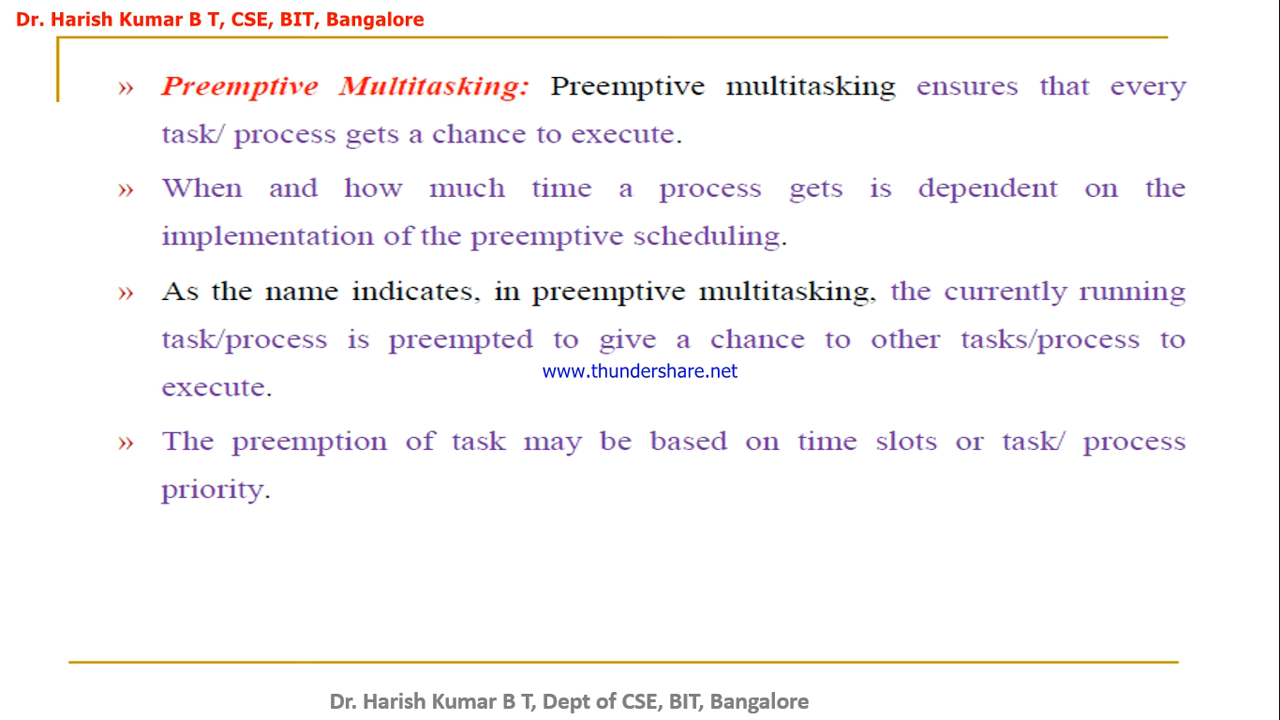 Dr. Harish Kumar B T, CSE, BIT, Bangalore
» Preemptive Multitasking: Preemptive multitasking ensures that every
task/ process gets a chance to execute.
» When and how much time a process gets is dependent on the
implementation of the preemptive scheduling.
» As the name indicates, in preemptive multitasking, the currently running
task/process is preempted to give a chance to other tasks/process to
www.thundershare.net
execute.
» The preemption of task may be based on time slots or task/ process
priority.
Dr. Harish Kumar B T, Dept of CSE, BIT, Bangalore